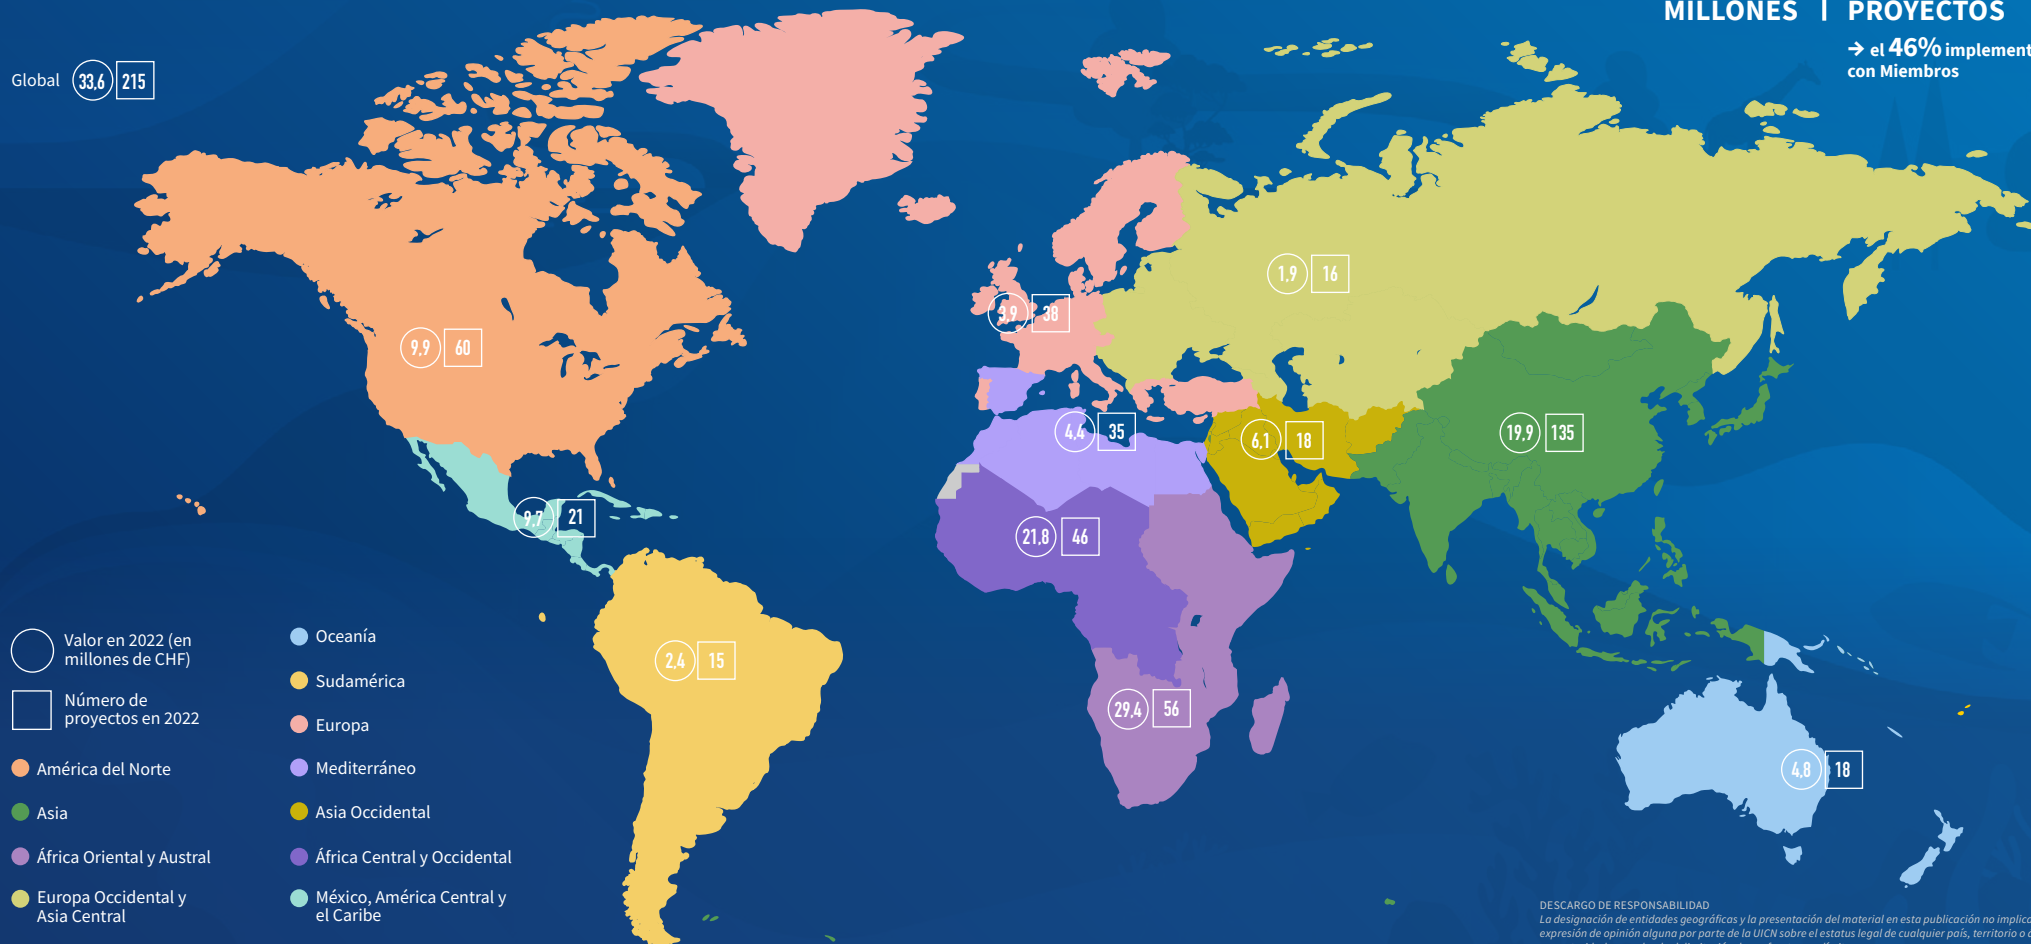 MILLONES | PROYECTOS
→ el 46% implement
con Miembros
Global 33,6 215
1,9 16
3,9 38
9,9 60
4,4 35
6,1 18
19,9 135
9,7 21
21,8 46
2,4 15
29,4 56
4,8 18
Valor en 2022 (en
millones de CHF)
Número de
proyectos en 2022
América del Norte
Asia
África Oriental y Austral
Europa Occidental y
Asia Central
Oceanía
Sudamérica
Europa
Mediterráneo
Asia Occidental
África Central y Occidental
México, América Central y
el Caribe
DESCARGO DE RESPONSABILIDAD
La designación de entidades geográficas y la presentación del material en esta publicación no implica
expresión de opinión alguna por parte de la UICN sobre el estatus legal de cualquier país, territorio o